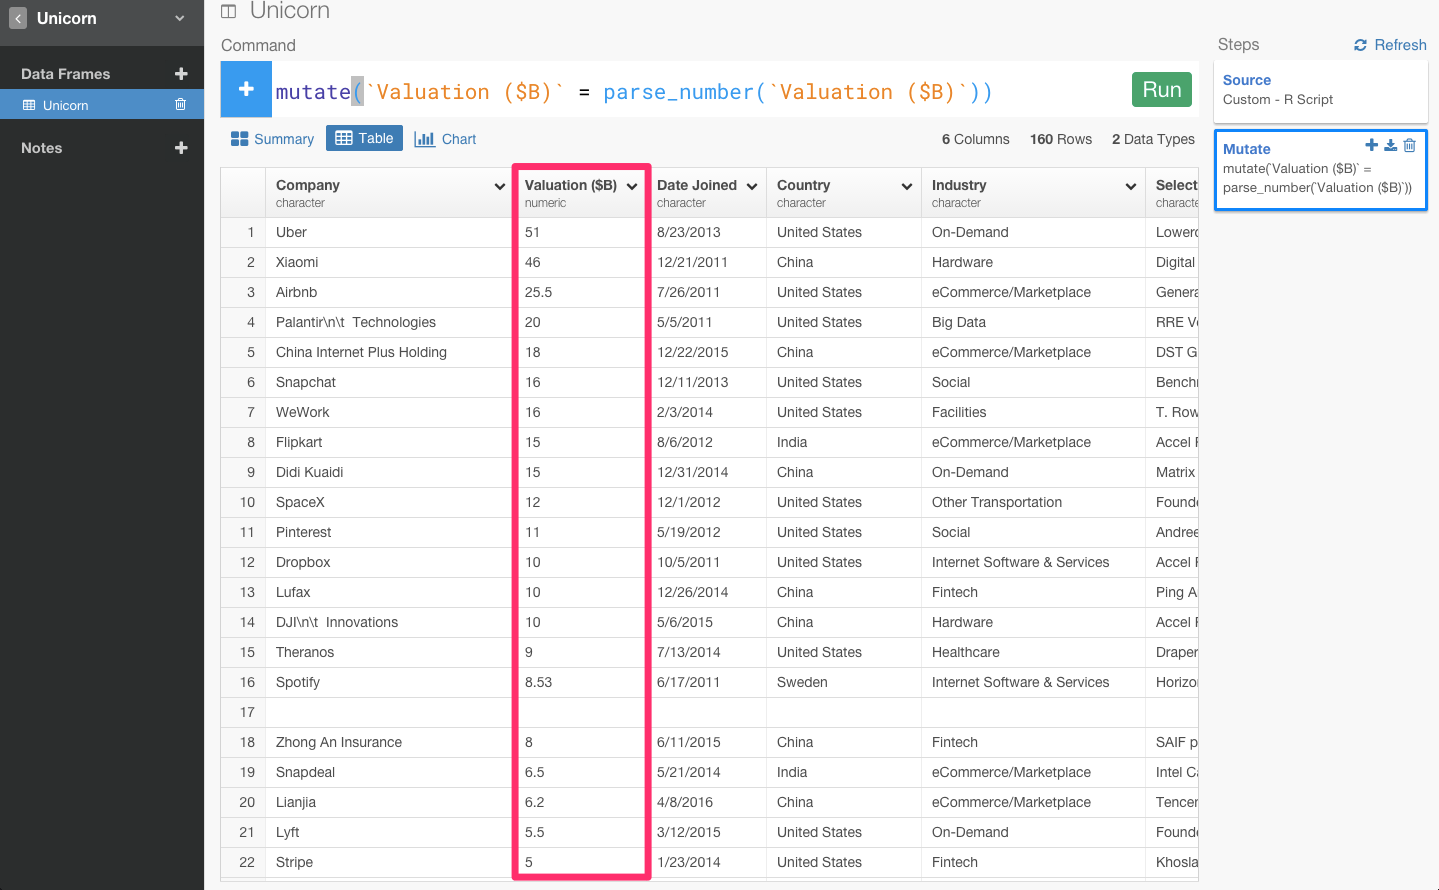 Unicorn
Data Frames
Unicorn
Notes
Unicorn
Command
mutate(`Valuation ($B)` = parse_number(`Valuation ($B)`))
Run
Summary Table Chart 6 Columns 160 Rows 2 Data Types
Company Valuation ($B) Date Joined Country Industry Select
character numeric character character character characte
1 Uber 51 8/23/2013 United States On-Demand Lowerc
2 Xiaomi 46 12/21/2011 China Hardware Digital
3 Airbnb 25.5 7/26/2011 United States eCommerce/Marketplace Genera
4 Palantir\n\t Technologies 20 5/5/2011 United States Big Data RRE Ve
5 China Internet Plus Holding 18 12/22/2015 China eCommerce/Marketplace DST G
6 Snapchat 16 12/11/2013 United States Social Benchr
7 WeWork 16 2/3/2014 United States Facilities T. Row
8 Flipkart 15 8/6/2012 India eCommerce/Marketplace Accel F
9 Didi Kuaidi 15 12/31/2014 China On-Demand Matrix
10 SpaceX 12 12/1/2012 United States Other Transportation Founde
11 Pinterest 11 5/19/2012 United States Social Andree
12 Dropbox 10 10/5/2011 United States Internet Software & Services Accel F
13 Lufax 10 12/26/2014 China Fintech Ping A
14 DJI\n\t Innovations 10 5/6/2015 China Hardware Accel F
15 Theranos 9 7/13/2014 United States Healthcare Draper
16 Spotify 8.53 6/17/2011 Sweden Internet Software & Services Horizo
17
18 Zhong An Insurance 8 6/11/2015 China Fintech SAIF p
19 Snapdeal 6.5 5/21/2014 India eCommerce/Marketplace Intel Ca
20 Lianjia 6.2 4/8/2016 China eCommerce/Marketplace Tencer
21 Lyft 5.5 3/12/2015 United States On-Demand Founde
22 Stripe 5 1/23/2014 United States Fintech Khosla
Steps Refresh
Source
Custom - R Script
Mutate
mutate(`Valuation ($B)` =
parse_number(`Valuation ($B)`))